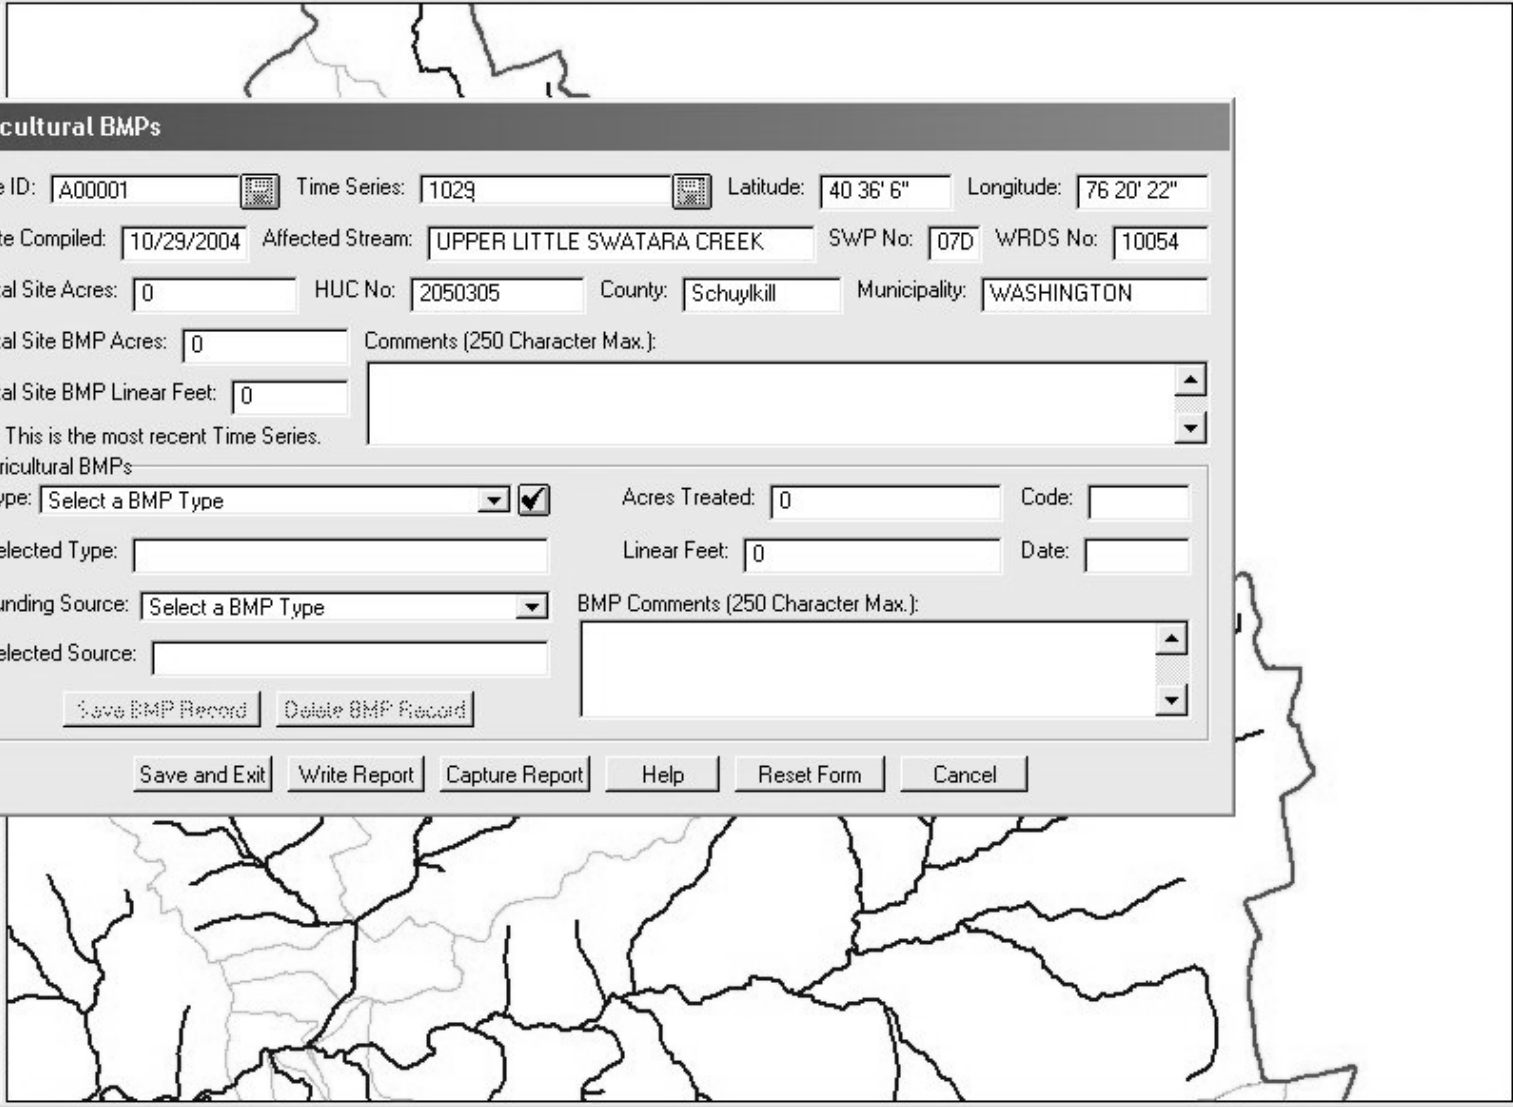 cultural BMPs
e ID: A00001 Time Series: 1029 Latitude: 40 36' 6" Longitude: 76 20' 22"
te Compiled: 10/29/2004 Affected Stream: UPPER LITTLE SWATARA CREEK SWP No: 07D WRDS No: 10054
tal Site Acres: 0 HUC No: 2050305 County: Schuylkill Municipality: WASHINGTON
tal Site BMP Acres: 0 Comments (250 Character Max.):
tal Site BMP Linear Feet: 0
This is the most recent Time Series.
ricultural BMPs
ype: Select a BMP Type Acres Treated: 0 Code:
elected Type: Linear Feet: 0 Date:
unding Source: Select a BMP Type BMP Comments (250 Character Max.):
elected Source:
Save BMP Record Delete BMP Record
Save and Exit Write Report Capture Report Help Reset Form Cancel